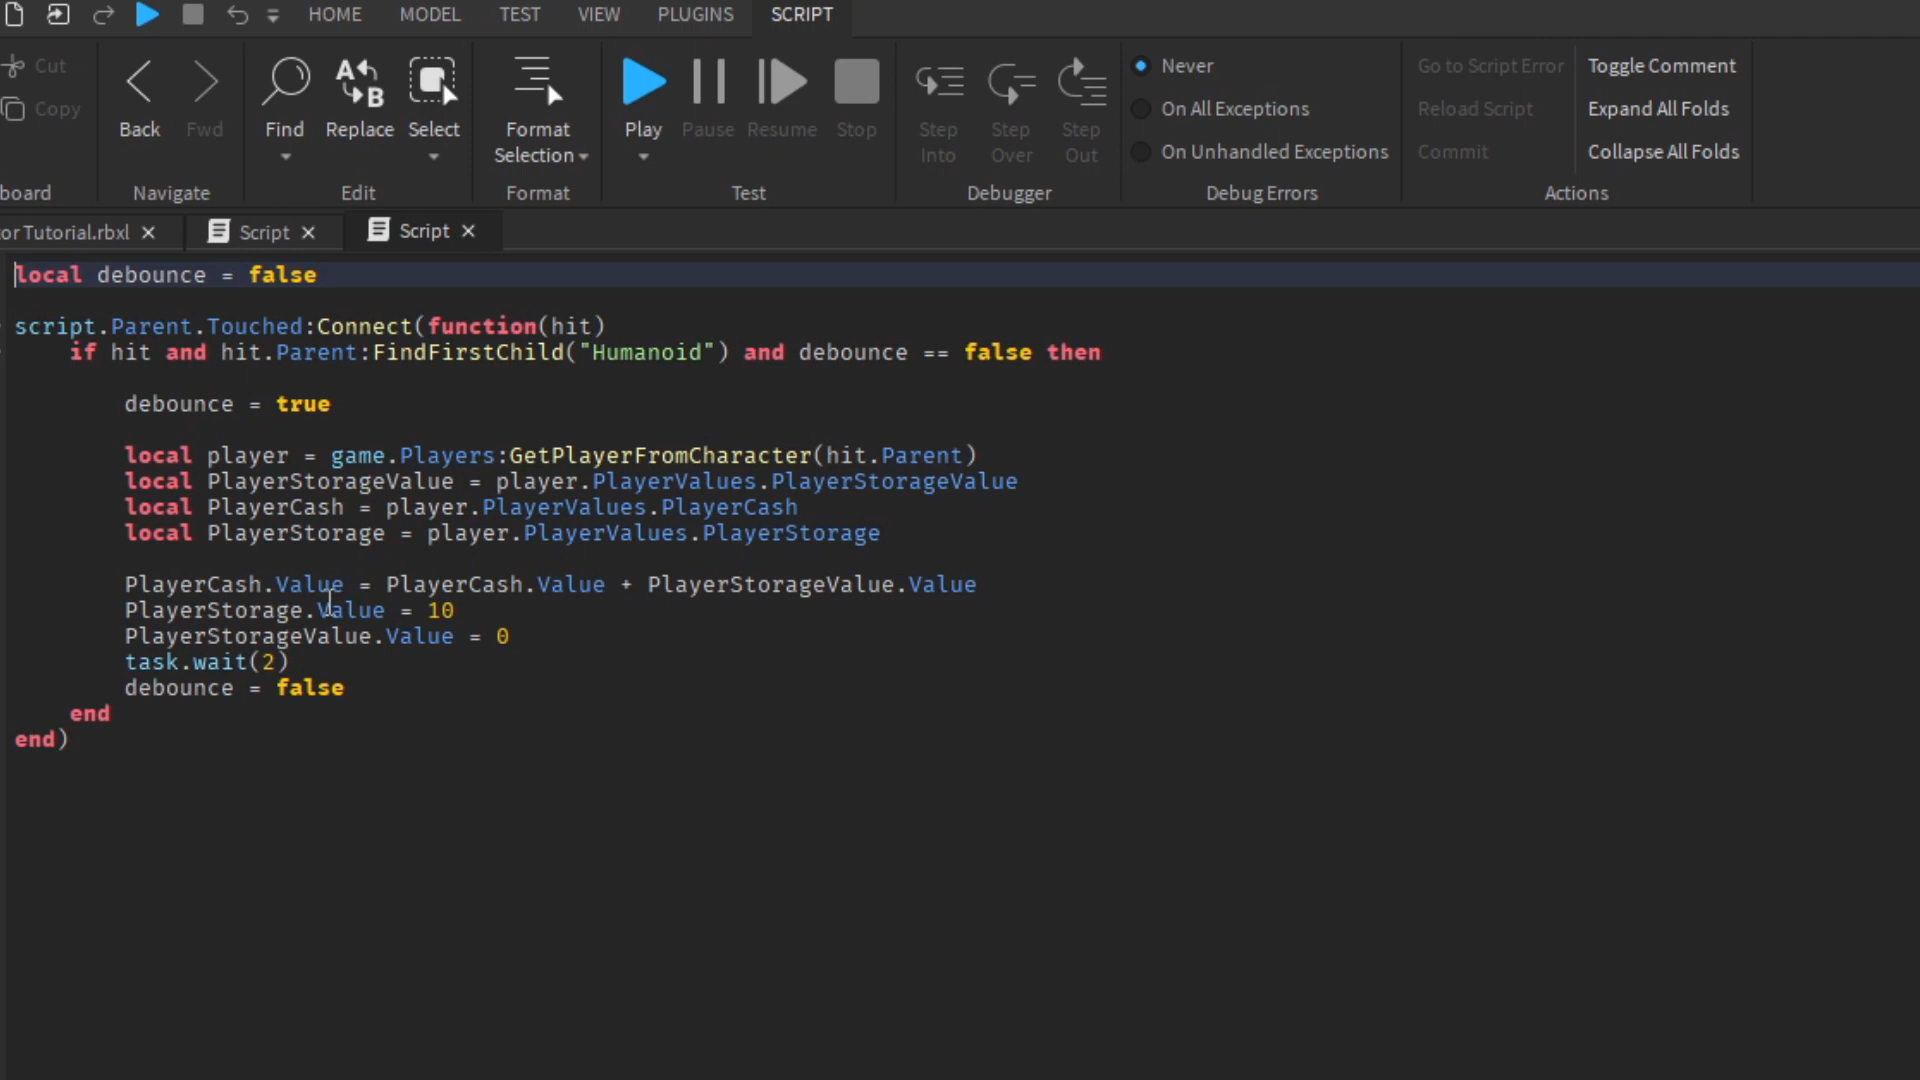 HOME MODEL TEST VIEW PLUGINS SCRIPT
Cut
Copy
Back Fwd
Find Replace Select
Format Selection
Play Pause Resume Stop
Step Into Step Over Step Out
Never
On All Exceptions
On Unhandled Exceptions
Go to Script Error
Reload Script
Commit
Toggle Comment
Expand All Folds
Collapse All Folds
board Navigate Edit Format Test Debugger Debug Errors Actions
or Tutorial.rbxl Script Script
local debounce = false
script.Parent.Touched:Connect(function(hit)
if hit and hit.Parent:FindFirstChild("Humanoid") and debounce == false then
debounce = true
local player = game.Players:GetPlayerFromCharacter(hit.Parent)
local PlayerStorageValue = player.PlayerValues.PlayerStorageValue
local PlayerCash = player.PlayerValues.PlayerCash
local PlayerStorage = player.PlayerValues.PlayerStorage
PlayerCash.Value = PlayerCash.Value + PlayerStorageValue.Value
PlayerStorage.Value = 10
PlayerStorageValue.Value = 0
task.wait(2)
debounce = false
end
end)